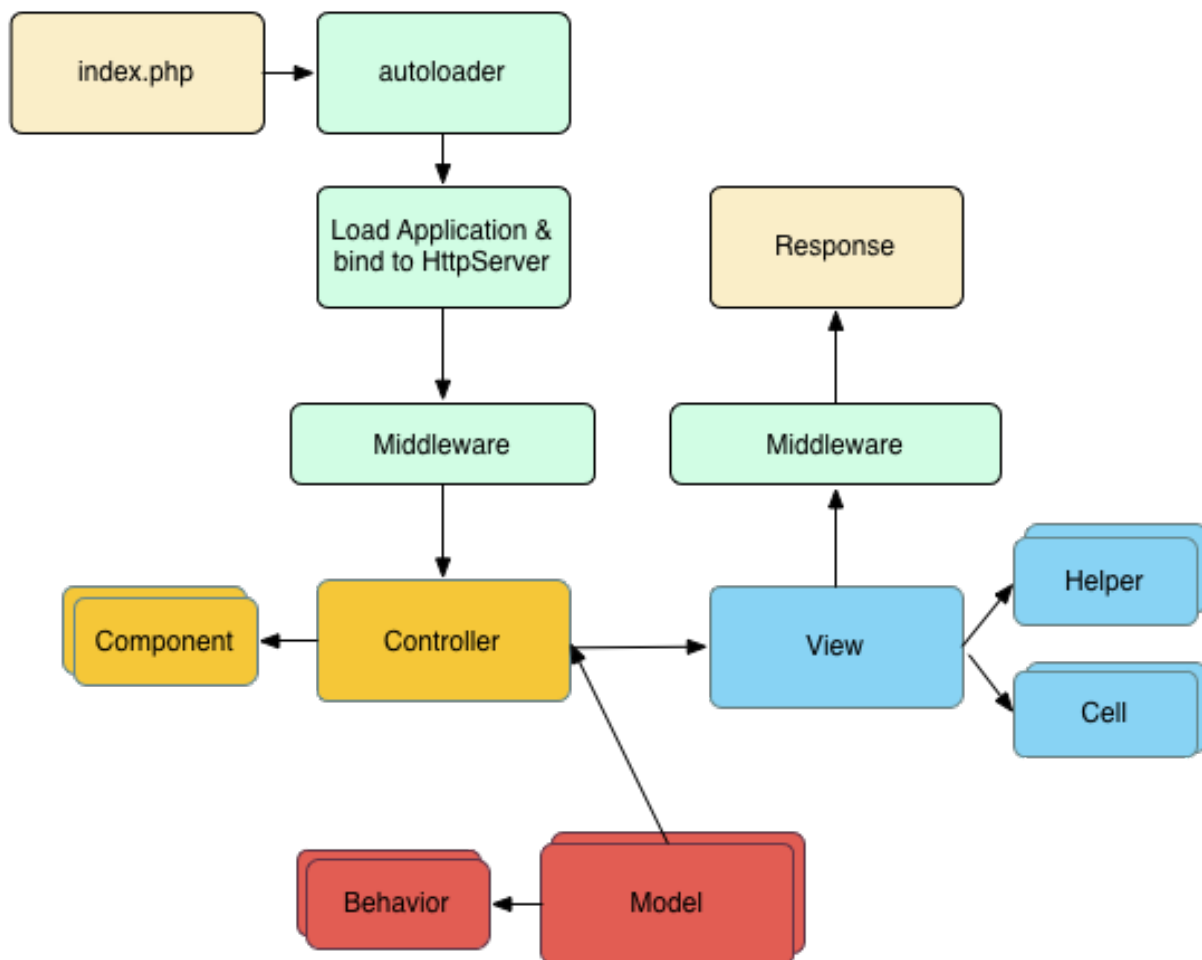 index.php
autoloader
Load Application &
bind to HttpServer
Response
Middleware
Middleware
Component
Controller
View
Helper
Cell
Behavior
Model